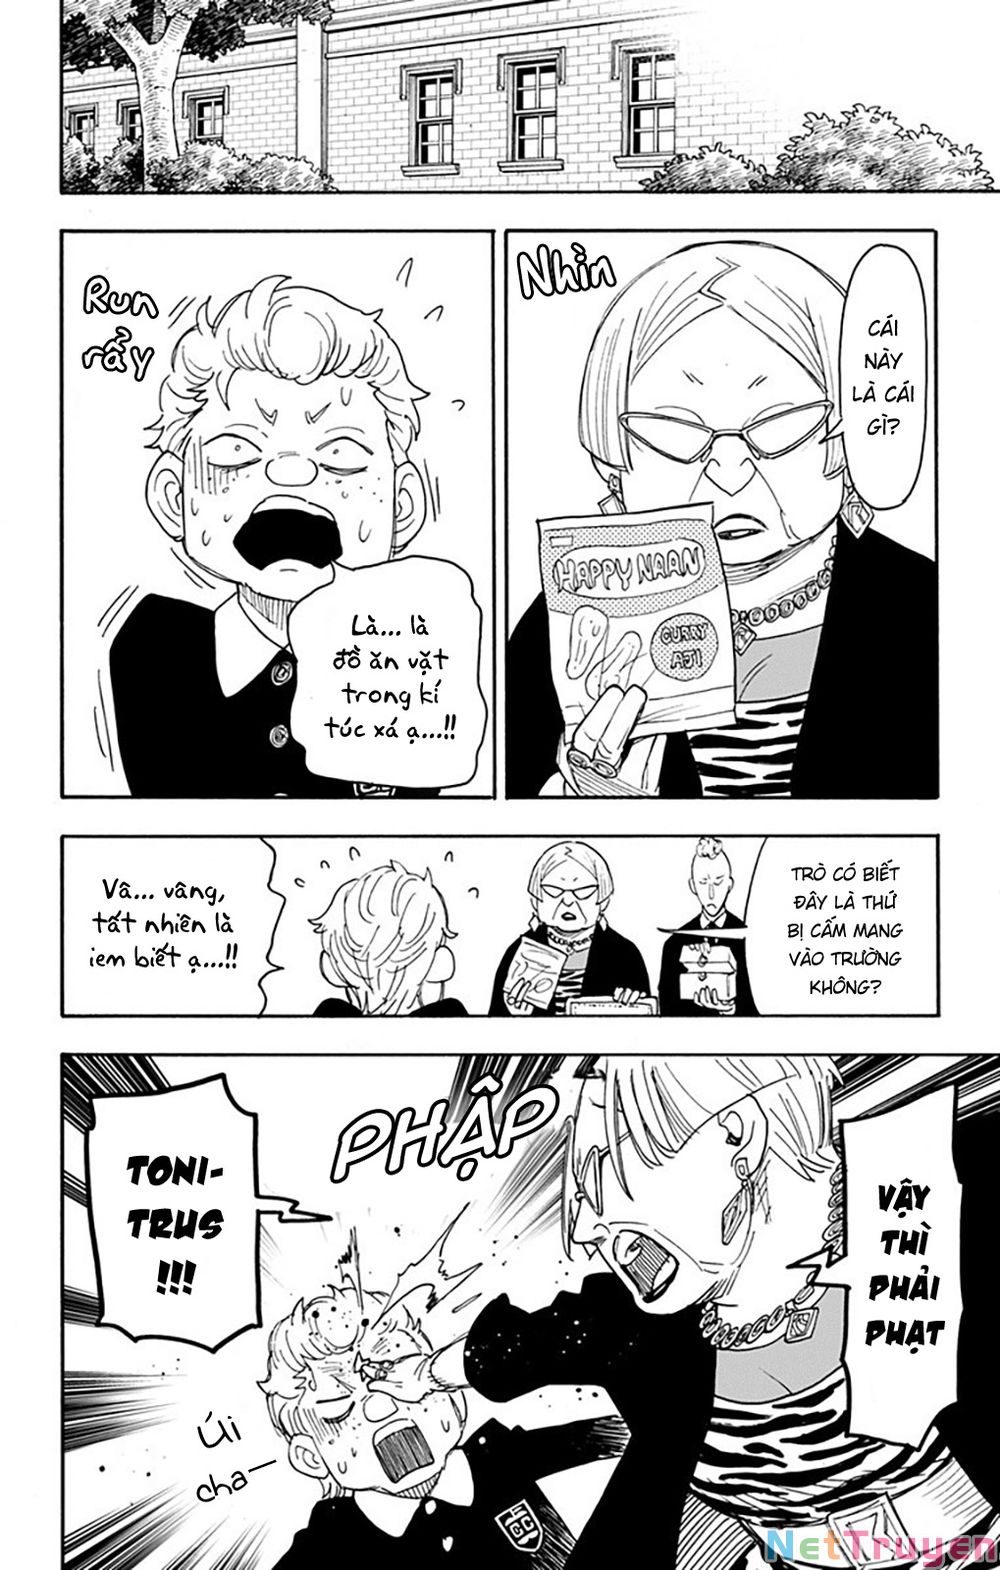 Nhìn
CÁI
NÀY
LÀ CÁI
GÌ?
HAPPY NAAN
CURRY
AJI
Run
rẩy
Là... là
đồ ăn vặt
trong kí
túc xá ạ...!!
TRÒ CÓ BIẾT
ĐÂY LÀ THỨ
BỊ CẤM MANG
VÀO TRƯỜNG
KHÔNG?
Vâ... vâng,
tất nhiên là
iem biết ạ...!!
VẬY
THÌ
PHẢI
PHẠT
PHẬP
TONI-
TRUS
!!!
Úi
cha—
NetTruyen